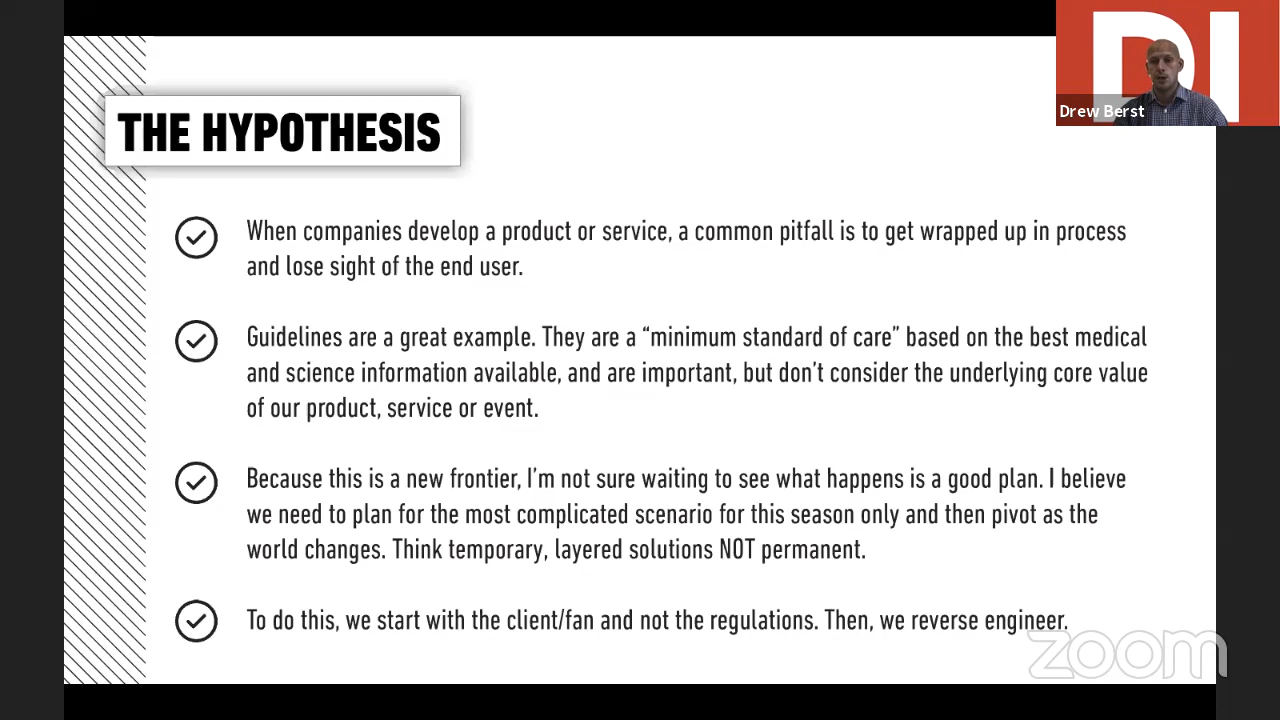 DI
Drew Berst
THE HYPOTHESIS
When companies develop a product or service, a common pitfall is to get wrapped up in process
and lose sight of the end user.
Guidelines are a great example. They are a “minimum standard of care” based on the best medical
and science information available, and are important, but don’t consider the underlying core value
of our product, service or event.
Because this is a new frontier, I’m not sure waiting to see what happens is a good plan. I believe
we need to plan for the most complicated scenario for this season only and then pivot as the
world changes. Think temporary, layered solutions NOT permanent.
To do this, we start with the client/fan and not the regulations. Then, we reverse engineer.
zoom